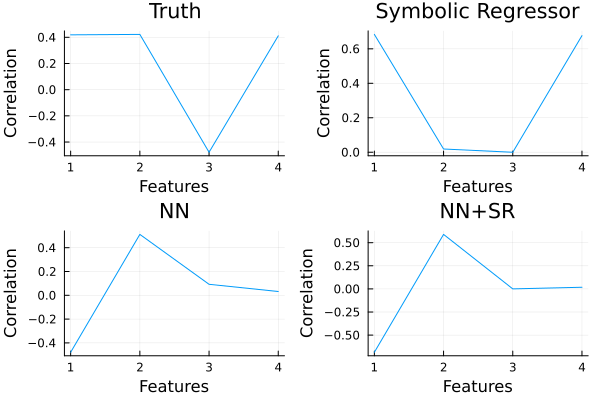 Truth
Correlation
0.4
0.2
0.0
−0.2
−0.4
1 2 3 4
Features
Symbolic Regressor
Correlation
0.6
0.4
0.2
0.0
1 2 3 4
Features
NN
Correlation
0.4
0.2
0.0
−0.2
−0.4
1 2 3 4
Features
NN+SR
Correlation
0.50
0.25
0.00
−0.25
−0.50
1 2 3 4
Features